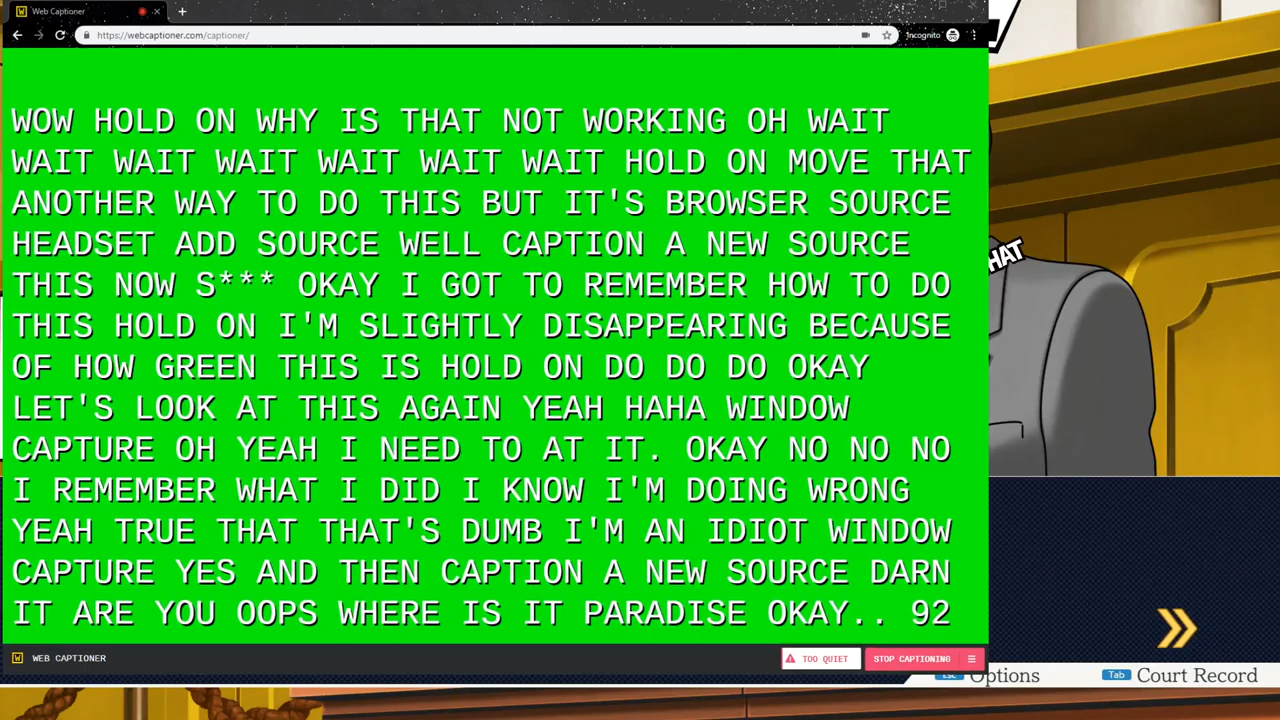 Web Captioner
https://webcaptioner.com/captioner/
Incognito
WOW HOLD ON WHY IS THAT NOT WORKING OH WAIT
WAIT WAIT WAIT WAIT WAIT WAIT HOLD ON MOVE THAT
ANOTHER WAY TO DO THIS BUT IT'S BROWSER SOURCE
HEADSET ADD SOURCE WELL CAPTION A NEW SOURCE
THIS NOW S*** OKAY I GOT TO REMEMBER HOW TO DO
THIS HOLD ON I'M SLIGHTLY DISAPPEARING BECAUSE
OF HOW GREEN THIS IS HOLD ON DO DO DO OKAY
LET'S LOOK AT THIS AGAIN YEAH HAHA WINDOW
CAPTURE OH YEAH I NEED TO AT IT. OKAY NO NO NO
I REMEMBER WHAT I DID I KNOW I'M DOING WRONG
YEAH TRUE THAT THAT'S DUMB I'M AN IDIOT WINDOW
CAPTURE YES AND THEN CAPTION A NEW SOURCE DARN
IT ARE YOU OOPS WHERE IS IT PARADISE OKAY.. 92
HAT
W WEB CAPTIONER
TOO QUIET
STOP CAPTIONING
Esc Options
Tab Court Record